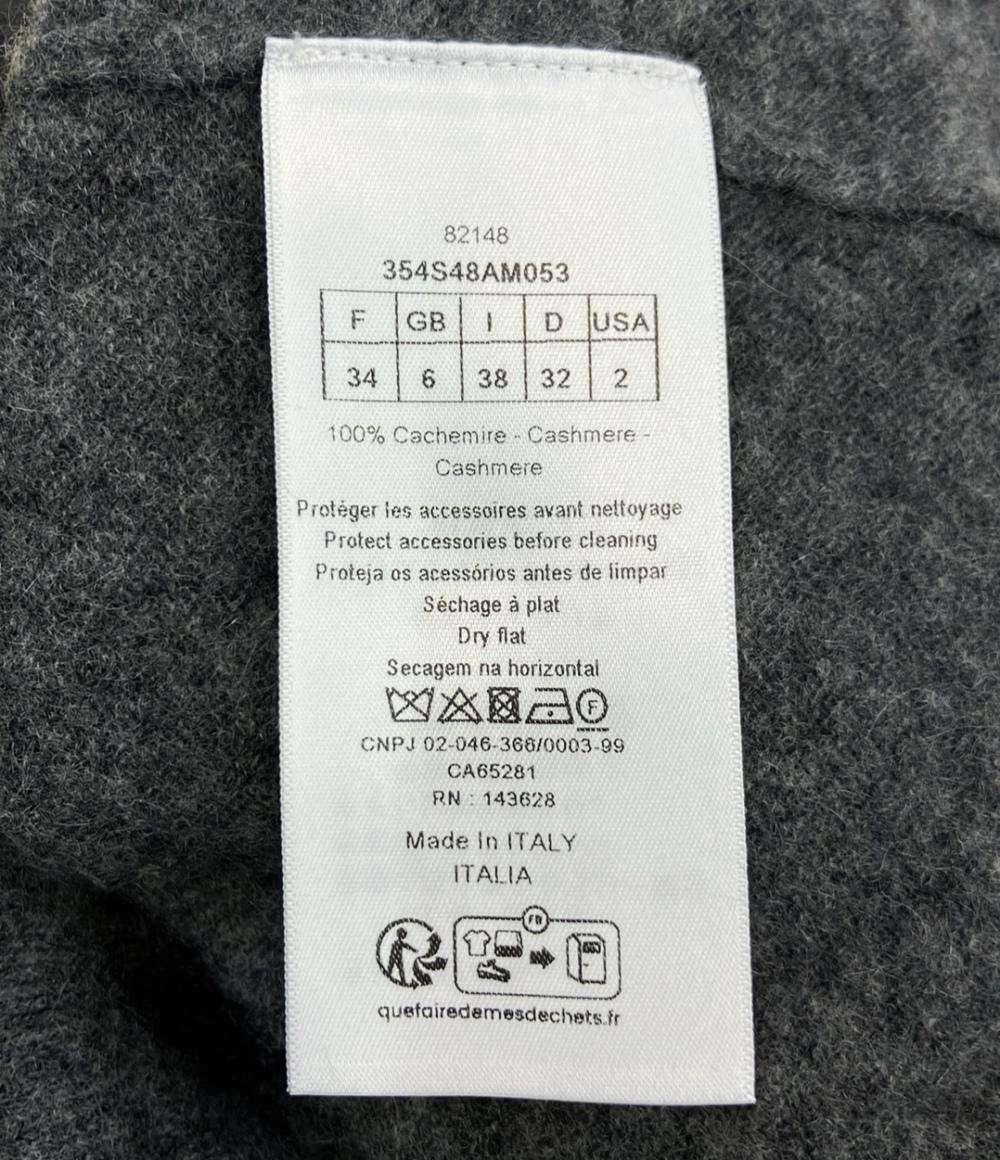 82148
354S48AM053
F GB I D USA
34 6 38 32 2
100% Cachemire - Cashmere -
Cashmere
Protéger les accessoires avant nettoyage
Protect accessories before cleaning
Proteja os acessórios antes de limpar
Séchage à plat
Dry flat
Secagem na horizontal
F
CNPJ 02-046-366/0003-99
CA65281
RN : 143628
Made In ITALY
ITALIA
FR
quefairedemesdechets.fr